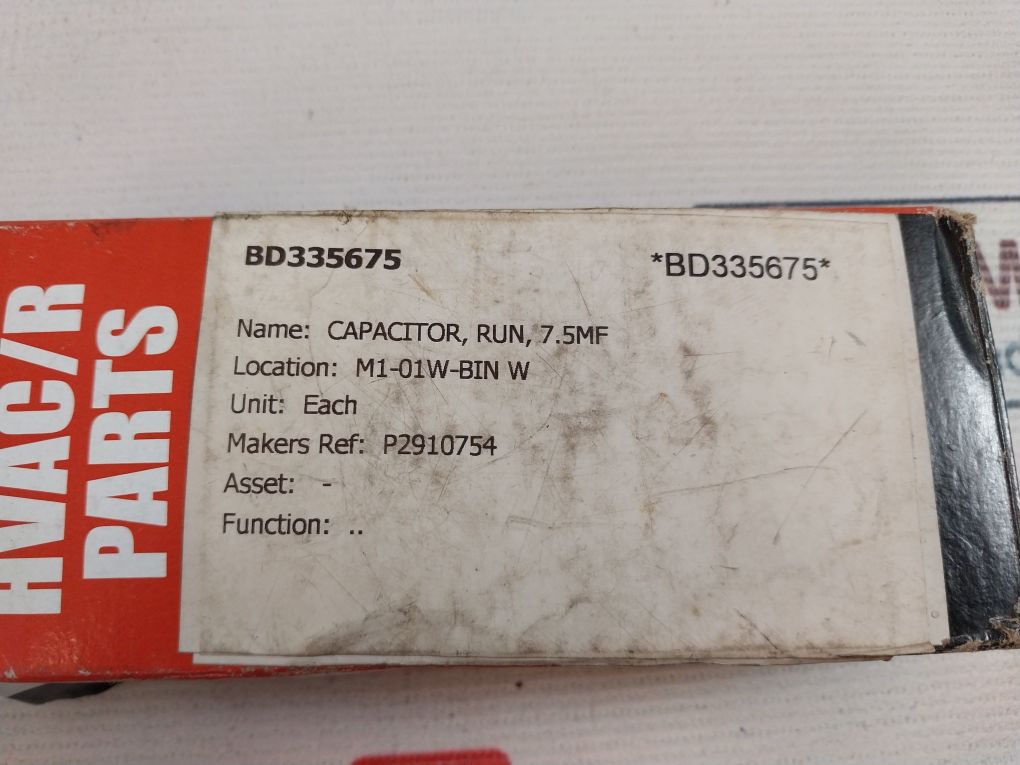 HVAC/R
PARTS
BD335675
*BD335675*
Name: CAPACITOR, RUN, 7.5MF
Location: M1-01W-BIN W
Unit: Each
Makers Ref: P2910754
Asset: -
Function: ..